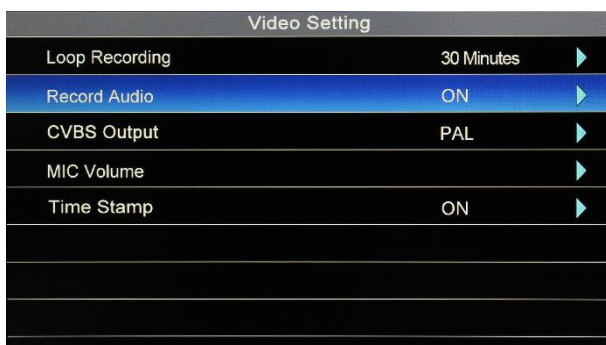 Video Setting
Loop Recording 30 Minutes
Record Audio ON
CVBS Output PAL
MIC Volume
Time Stamp ON